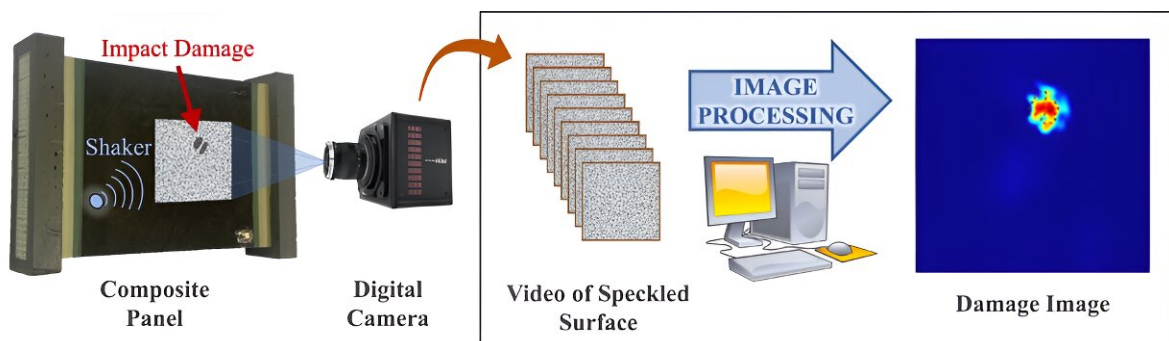 Impact Damage
Shaker
Composite
Panel
Digital
Camera
Video of Speckled
Surface
IMAGE
PROCESSING
Damage Image